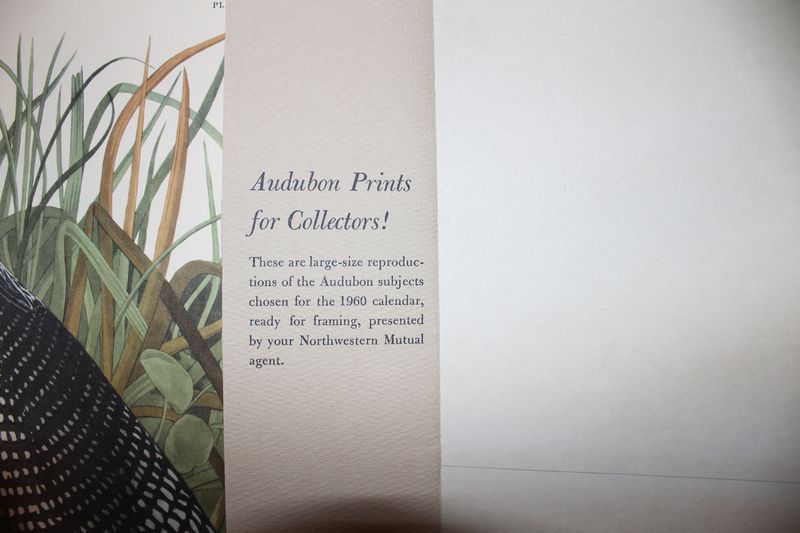 PL
Audubon Prints
for Collectors!
These are large-size reproduc-
tions of the Audubon subjects
chosen for the 1960 calendar,
ready for framing, presented
by your Northwestern Mutual
agent.